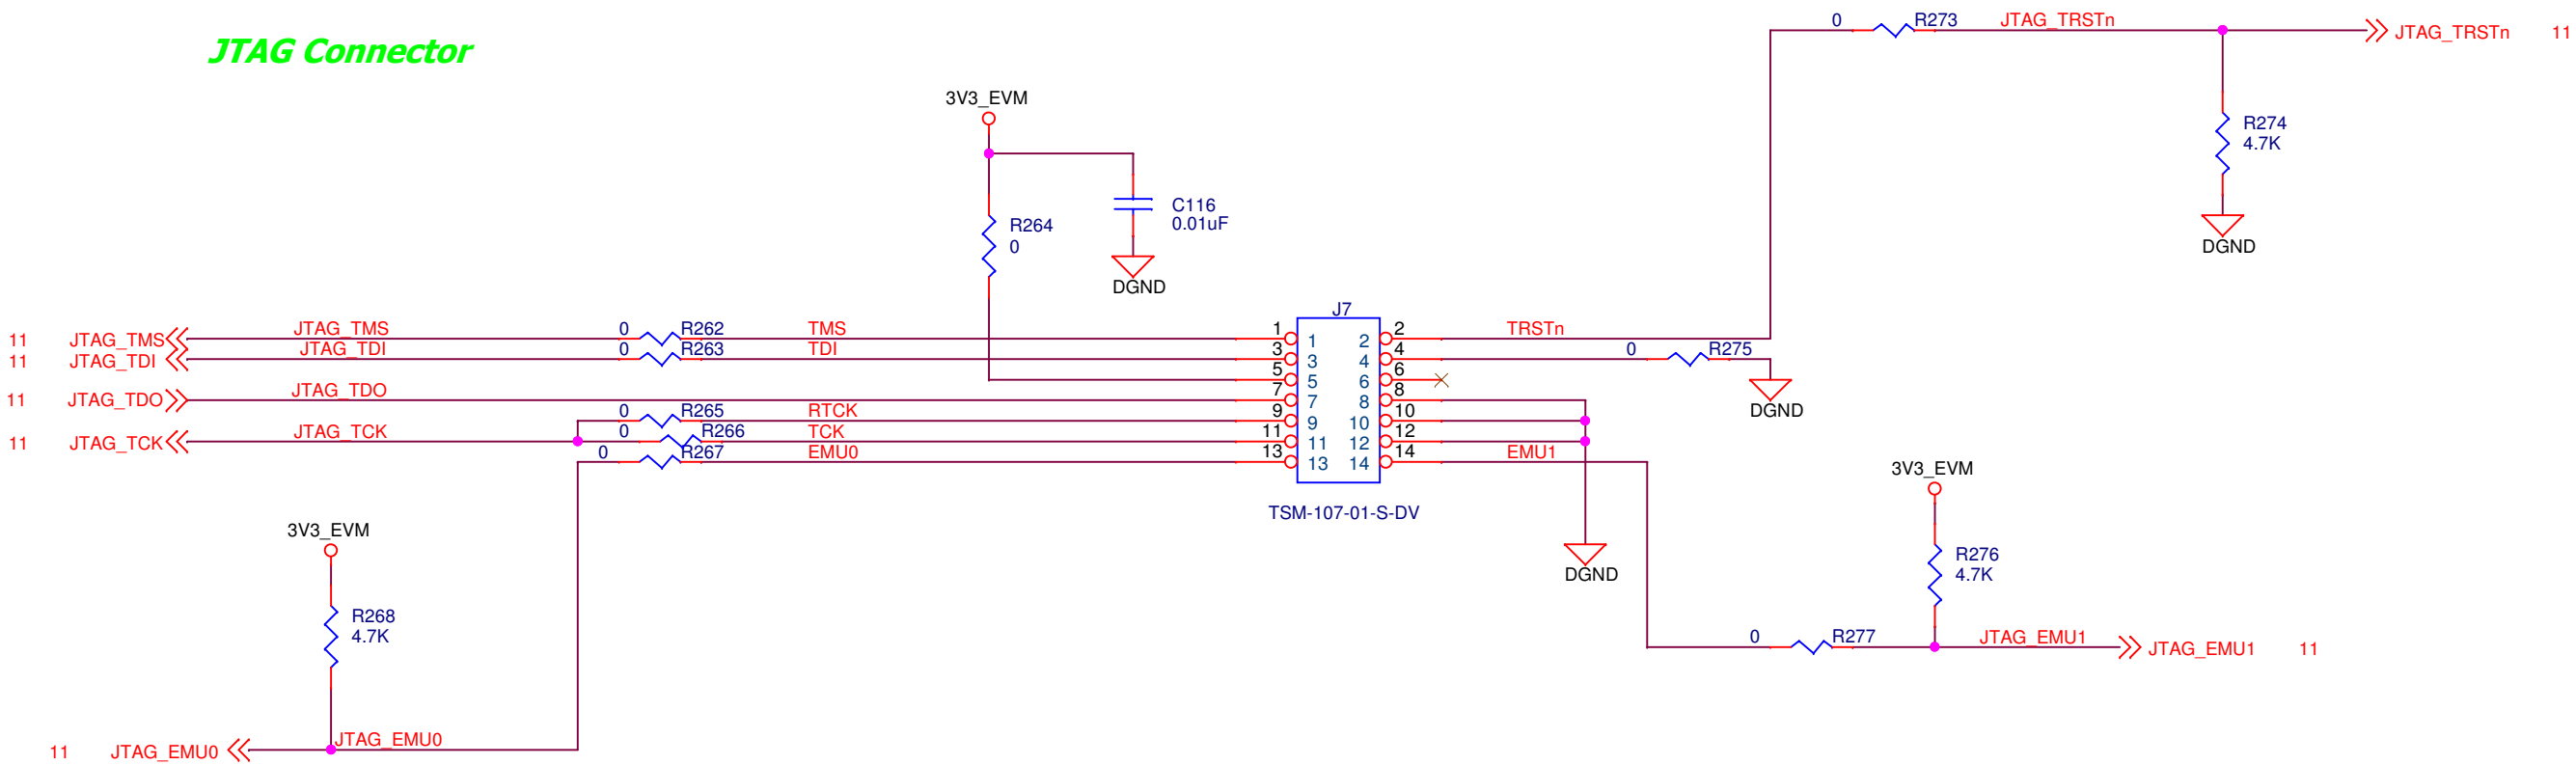 0 R273 JTAG_TRSTn JTAG_TRSTn 11
JTAG Connector
3V3_EVM
R274
4.7K
C116
0.01uF
R264
0
DGND
DGND
J7
11 JTAG_TMS JTAG_TMS 0 R262 TMS 1 1 2 2 TRSTn
11 JTAG_TDI JTAG_TDI 0 R263 TDI 3 3 4 4 0 R275
5 5 6 6
11 JTAG_TDO JTAG_TDO 7 7 8 8
DGND
0 R265 RTCK 9 9 10 10
11 JTAG_TCK JTAG_TCK 0 R266 TCK 11 11 12 12
0 R267 EMU0 13 13 14 14 EMU1
3V3_EVM
TSM-107-01-S-DV
3V3_EVM
R276
4.7K
DGND
R268
4.7K
0 R277 JTAG_EMU1 JTAG_EMU1 11
11 JTAG_EMU0 JTAG_EMU0